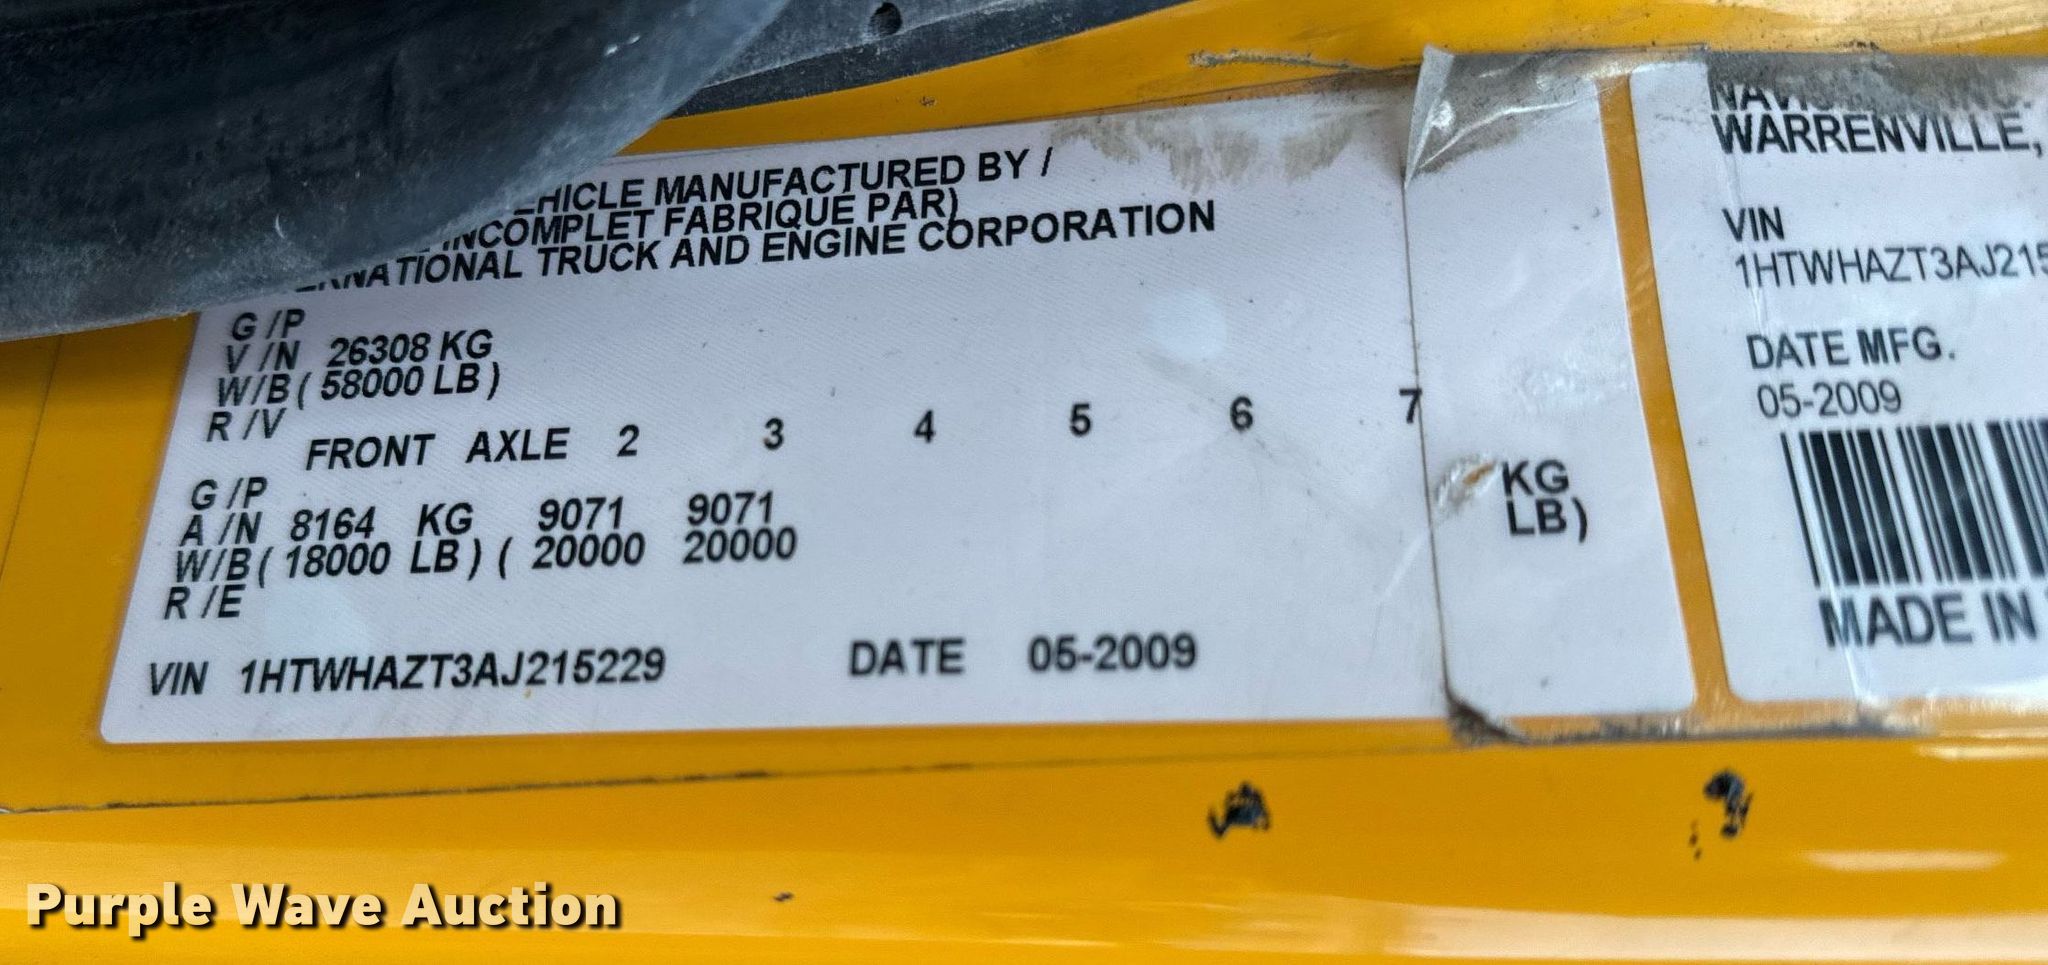 VEHICLE MANUFACTURED BY /
INCOMPLET FABRIQUE PAR)
ERNATIONAL TRUCK AND ENGINE CORPORATION
G /P
V /N 26308 KG
W/B ( 58000 LB )
R /V
FRONT AXLE 2 3 4 5 6 7
G /P
A /N 8164 KG 9071 9071 KG
W/B ( 18000 LB ) ( 20000 20000 LB )
R /E
VIN 1HTWHAZT3AJ215229 DATE 05-2009
WARRENVILLE,
VIN
1HTWHAZT3AJ215
DATE MFG.
05-2009
MADE IN
Purple Wave Auction